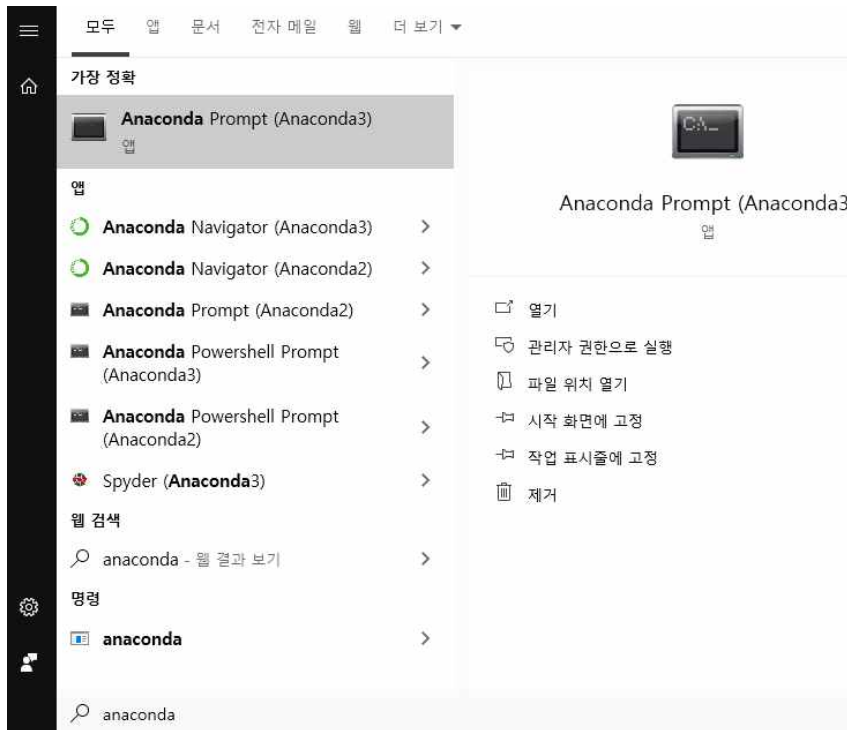 모두 앱 문서 전자 메일 웹 더 보기
가장 정확
Anaconda Prompt (Anaconda3)
앱
앱
Anaconda Navigator (Anaconda3)
Anaconda Navigator (Anaconda2)
Anaconda Prompt (Anaconda2)
Anaconda Powershell Prompt
(Anaconda3)
Anaconda Powershell Prompt
(Anaconda2)
Spyder (Anaconda3)
웹 검색
anaconda - 웹 결과 보기
명령
anaconda
anaconda
C:\_
Anaconda Prompt (Anaconda3
앱
열기
관리자 권한으로 실행
파일 위치 열기
시작 화면에 고정
작업 표시줄에 고정
제거